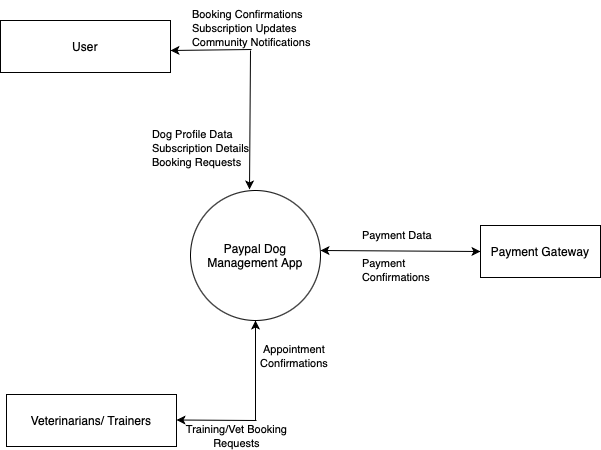 Booking Confirmations
Subscription Updates
Community Notifications
User
Dog Profile Data
Subscription Details
Booking Requests
Paypal Dog
Management App
Payment Data
Payment
Confirmations
Payment Gateway
Appointment
Confirmations
Veterinarians/ Trainers
Training/Vet Booking
Requests